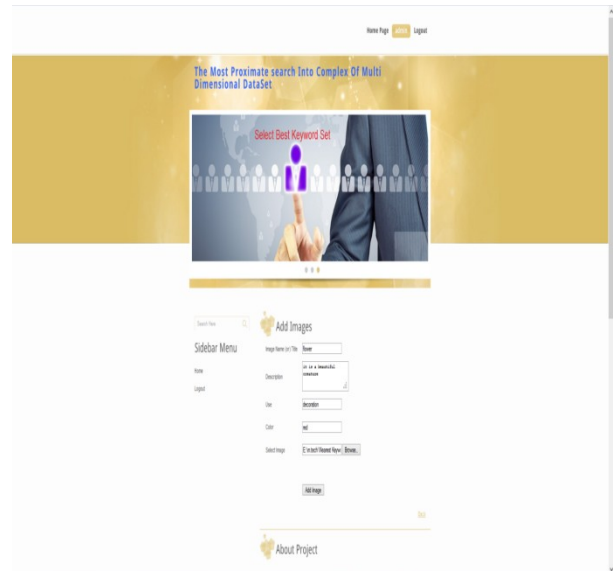 Home Page admin Logout
The Most Proximate search Into Complex Of Multi
Dimensional DataSet
Select Best Keyword Set
Search Here
Sidebar Menu
Home
Logout
Add Images
Image Name (or) Title flower
Description it is a beautiful
creature
Use decoration
Color red
Select Image Browse..
Add Image
Back
About Project